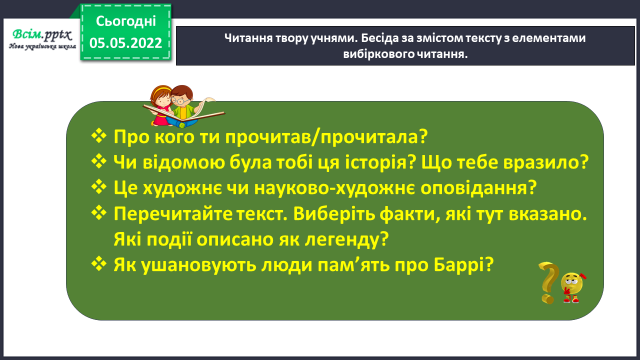 Всім.pptx
Нова українська школа
Сьогодні
05.05.2022
Читання твору учнями. Бесіда за змістом тексту з елементами
вибіркового читання.
❖ Про кого ти прочитав/прочитала?
❖ Чи відомою була тобі ця історія? Що тебе вразило?
❖ Це художнє чи науково-художнє оповідання?
❖ Перечитайте текст. Виберіть факти, які тут вказано.
Які події описано як легенду?
❖ Як ушановують люди пам’ять про Баррі?